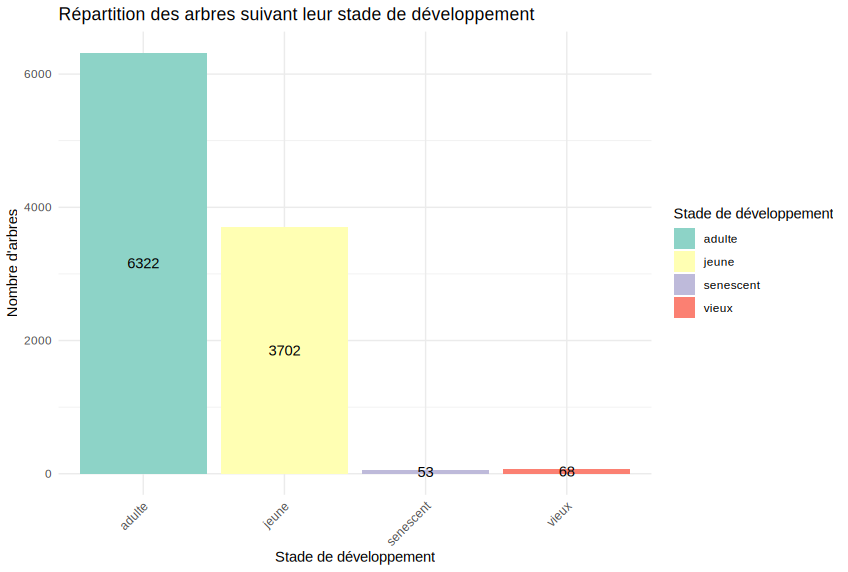 Répartition des arbres suivant leur stade de développement
Nombre d'arbres
6000
4000
2000
0
6322
3702
53
68
adulte
jeune
senescent
vieux
Stade de développement
Stade de développement
adulte
jeune
senescent
vieux